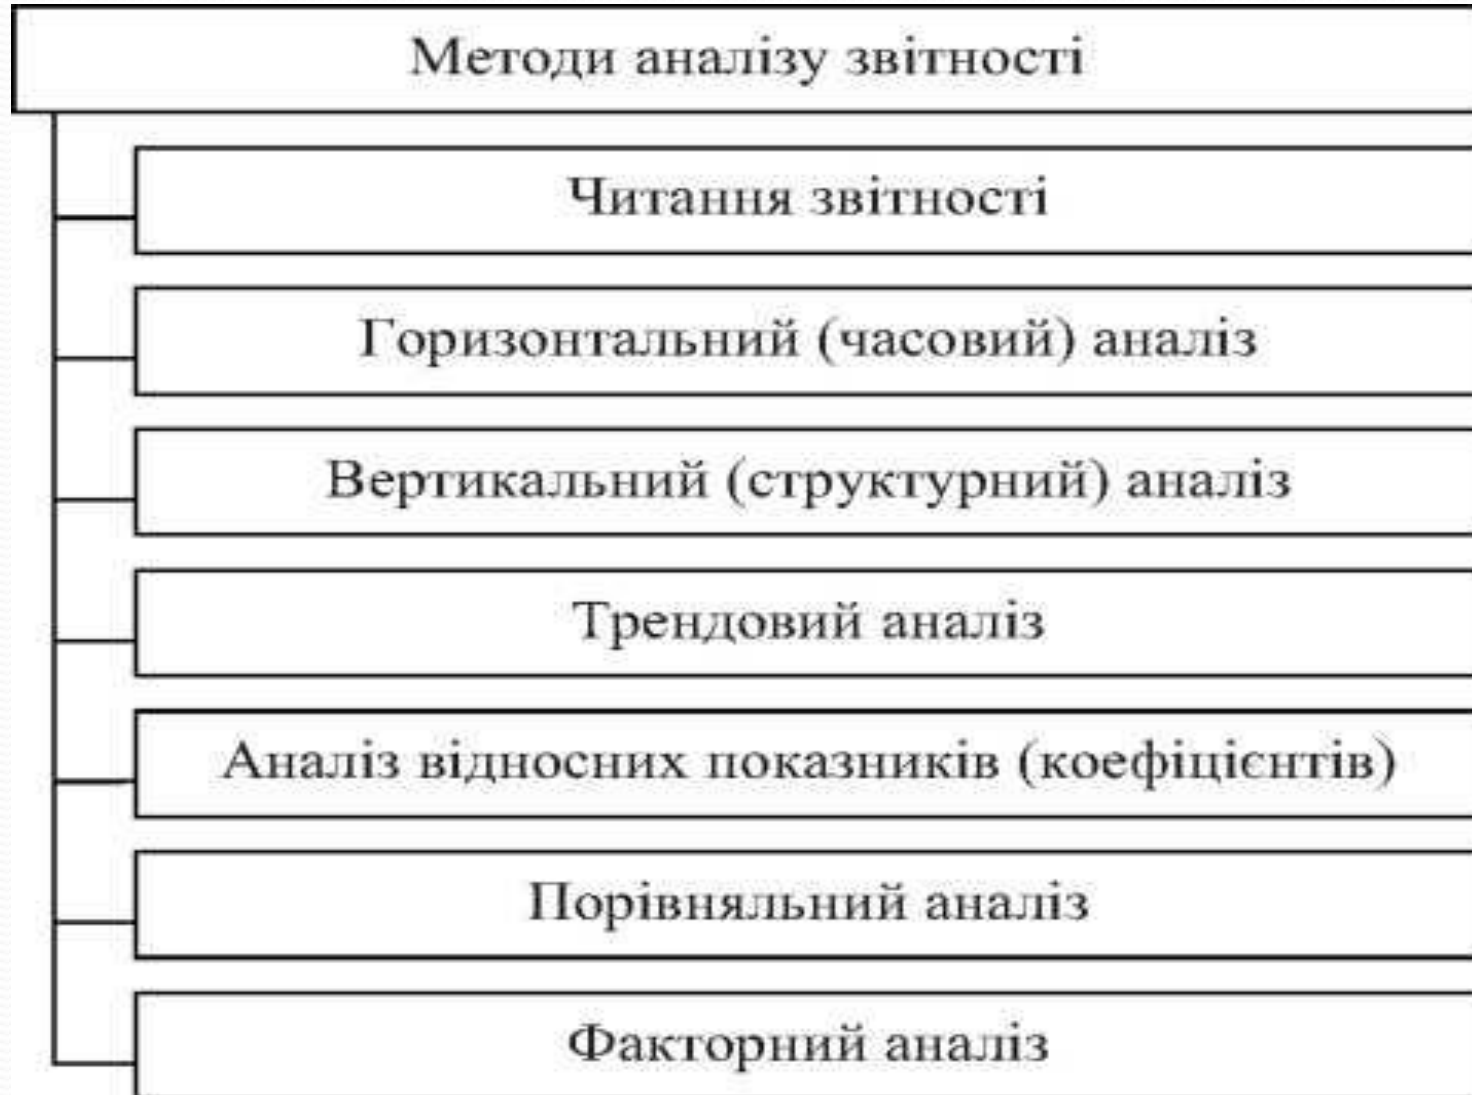 Методи аналізу звітності
Читання звітності
Горизонтальний (часовий) аналіз
Вертикальний (структурний) аналіз
Трендовий аналіз
Аналіз відносних показників (коефіцієнтів)
Порівняльний аналіз
Факторний аналіз